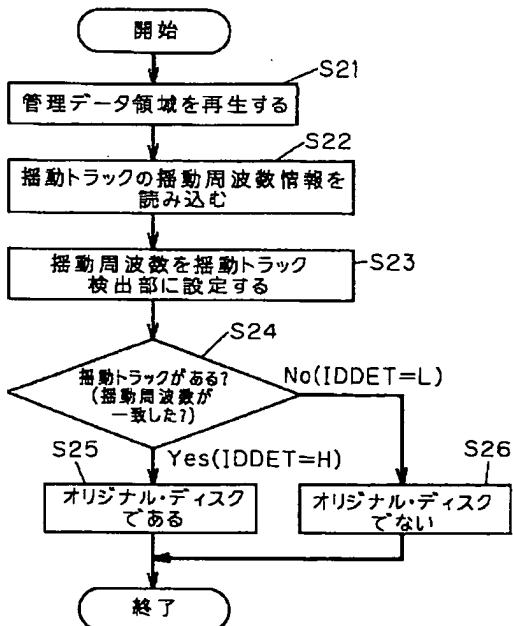 開始
S21
管理データ領域を再生する
S22
揺動トラックの揺動周波数情報を
読み込む
揺動周波数を揺動トラック
検出部に設定する
S23
S24
揺動トラックがある?
(揺動周波数が
一致した?)
No(IDDET=L)
S25
Yes(IDDET=H)
S26
オリジナル・ディスク
である
オリジナル・ディスク
でない
終了